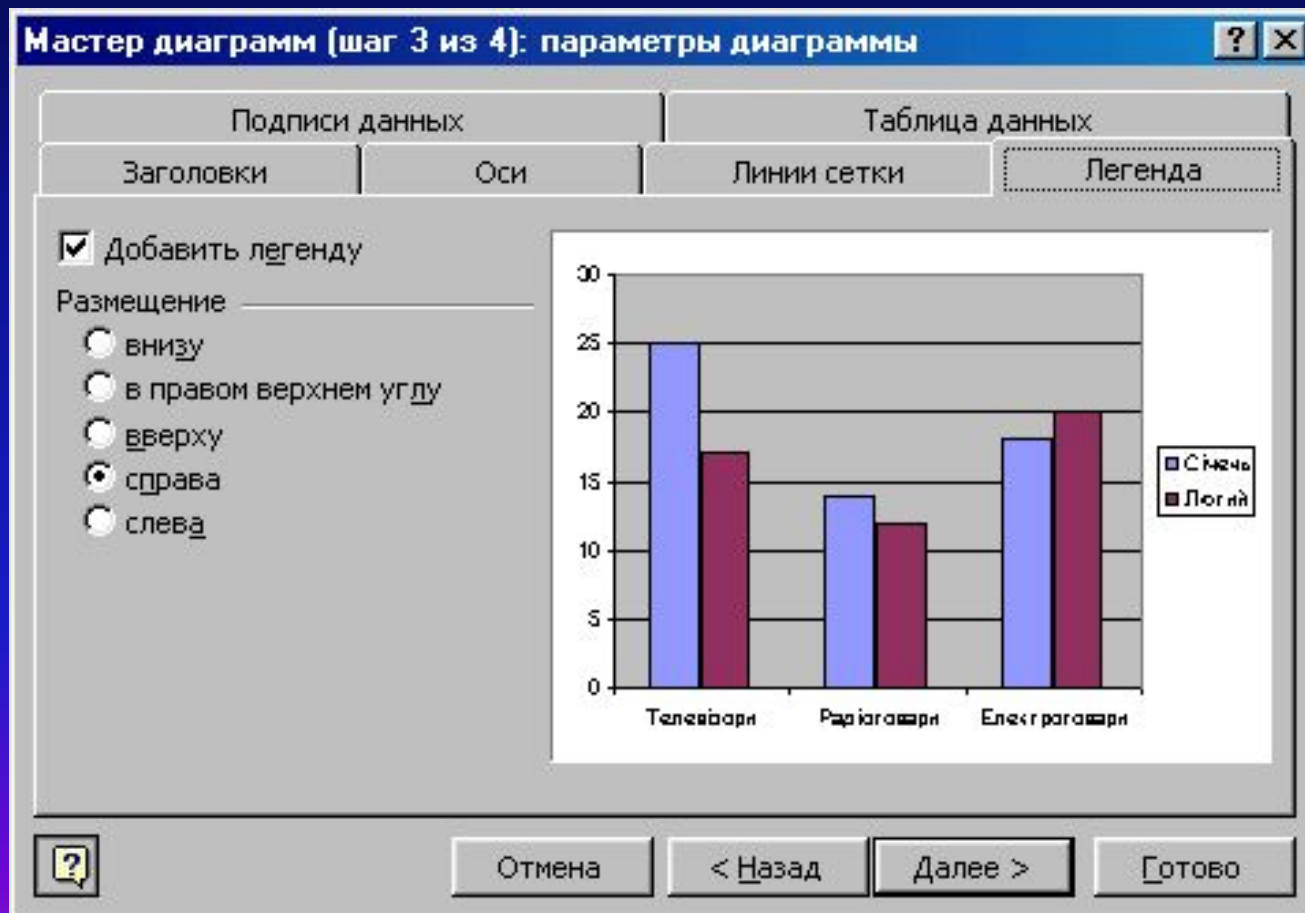 Мастер диаграмм (шаг 3 из 4): параметры диаграммы
Подписи данных
Таблица данных
Заголовки
Оси
Линии сетки
Легенда
Добавить легенду
Размещение
внизу
в правом верхнем углу
вверху
справа
слева
30
25
20
15
10
5
0
Телевізори
Радіотовари
Електротовари
Січень
Лютий
Отмена
< Назад
Далее >
Готово